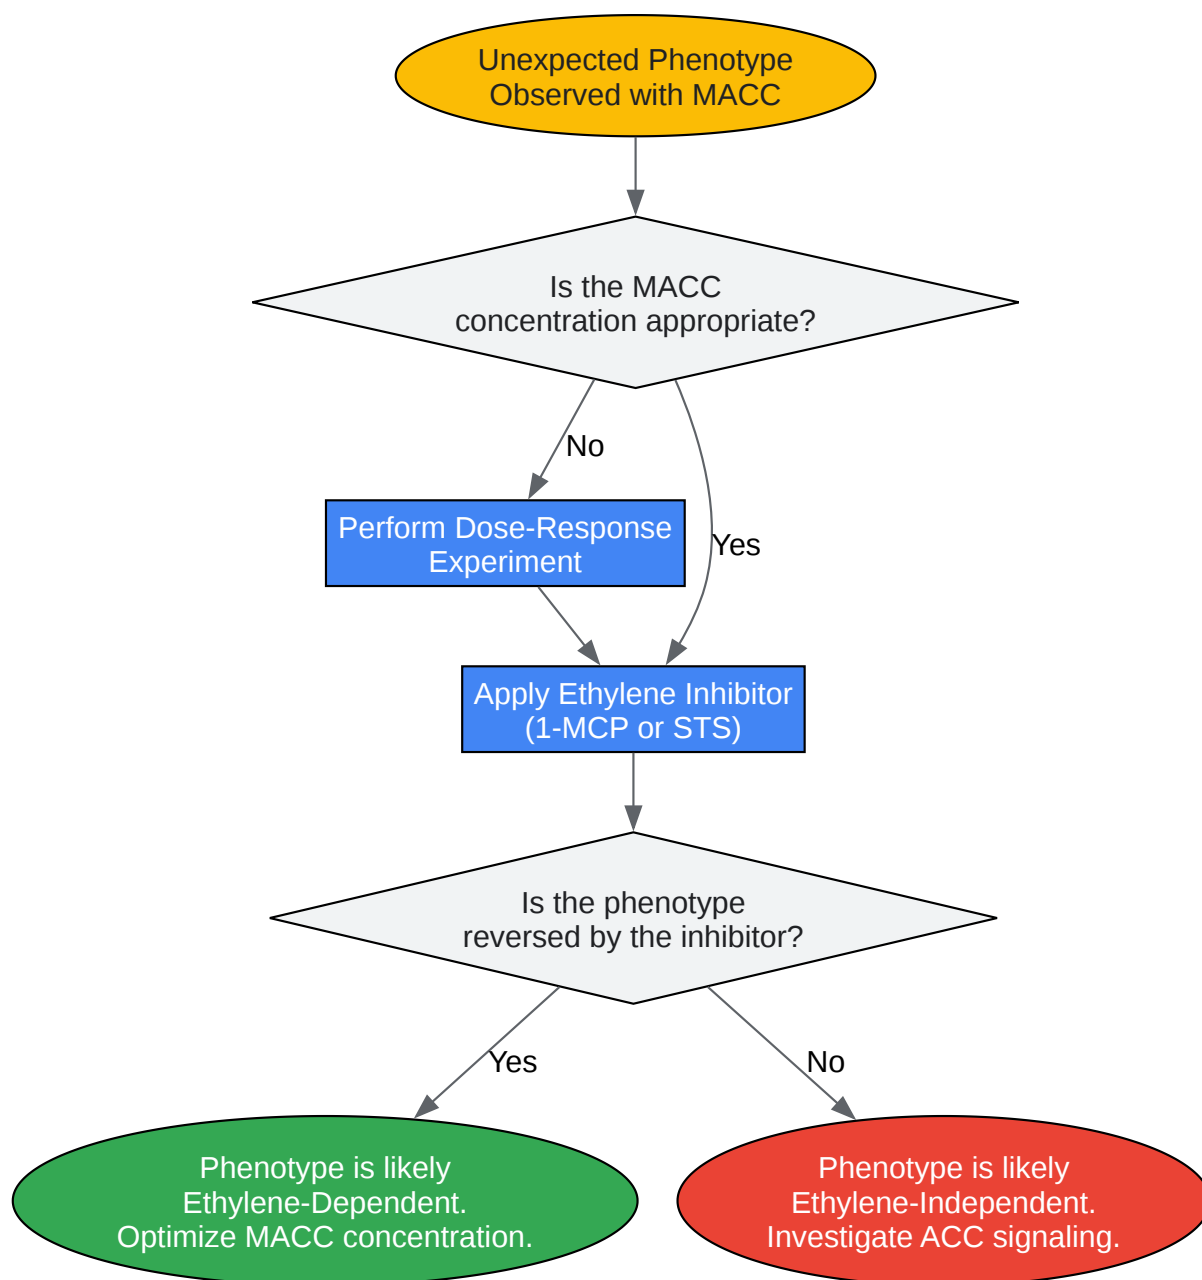 Unexpected Phenotype
Observed with MACC
Is the MACC
concentration appropriate?
No
Perform Dose-Response
Experiment
Yes
Apply Ethylene Inhibitor
(1-MCP or STS)
Is the phenotype
reversed by the inhibitor?
Yes
No
Phenotype is likely
Ethylene-Dependent.
Optimize MACC concentration.
Phenotype is likely
Ethylene-Independent.
Investigate ACC signaling.